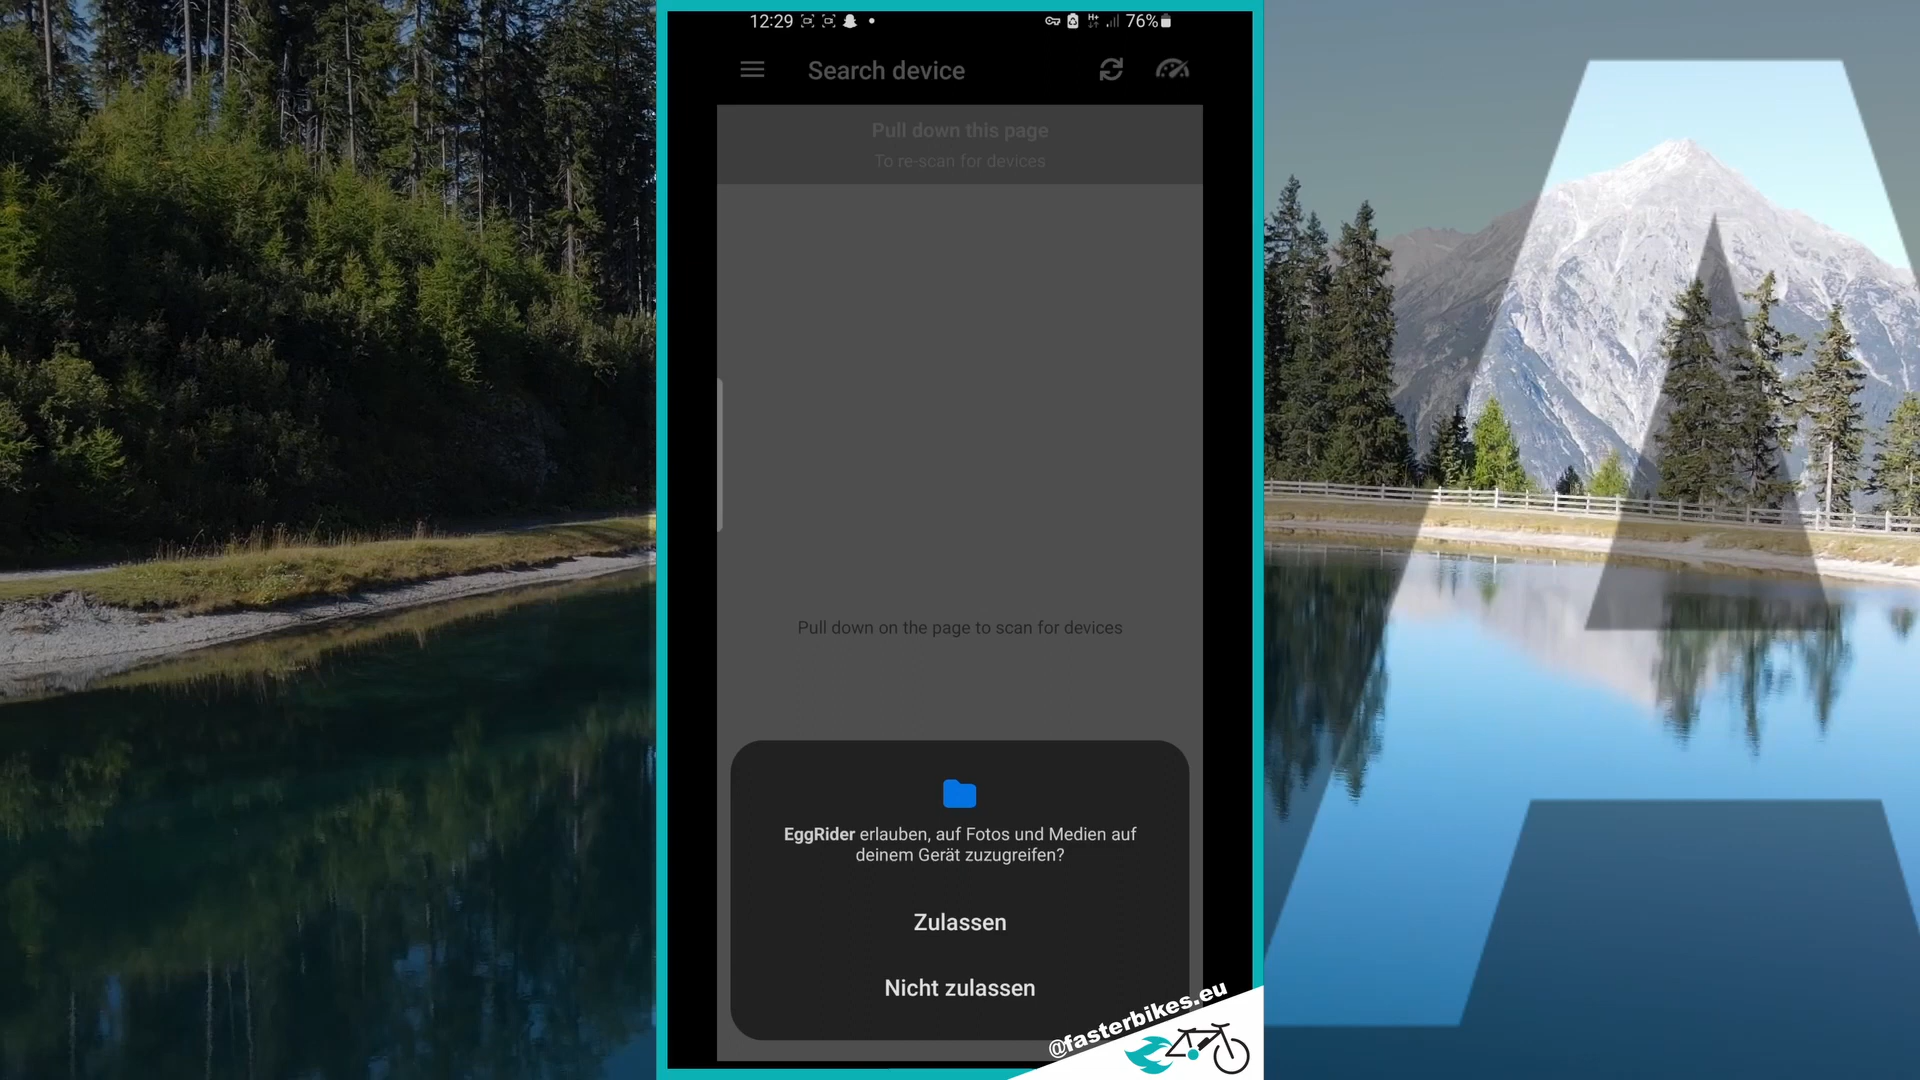 12:29
76%
Search device
Pull down this page
To re-scan for devices
Pull down on the page to scan for devices
EggRider erlauben, auf Fotos und Medien auf
deinem Gerät zuzugreifen?
Zulassen
Nicht zulassen
@fasterbikes.eu